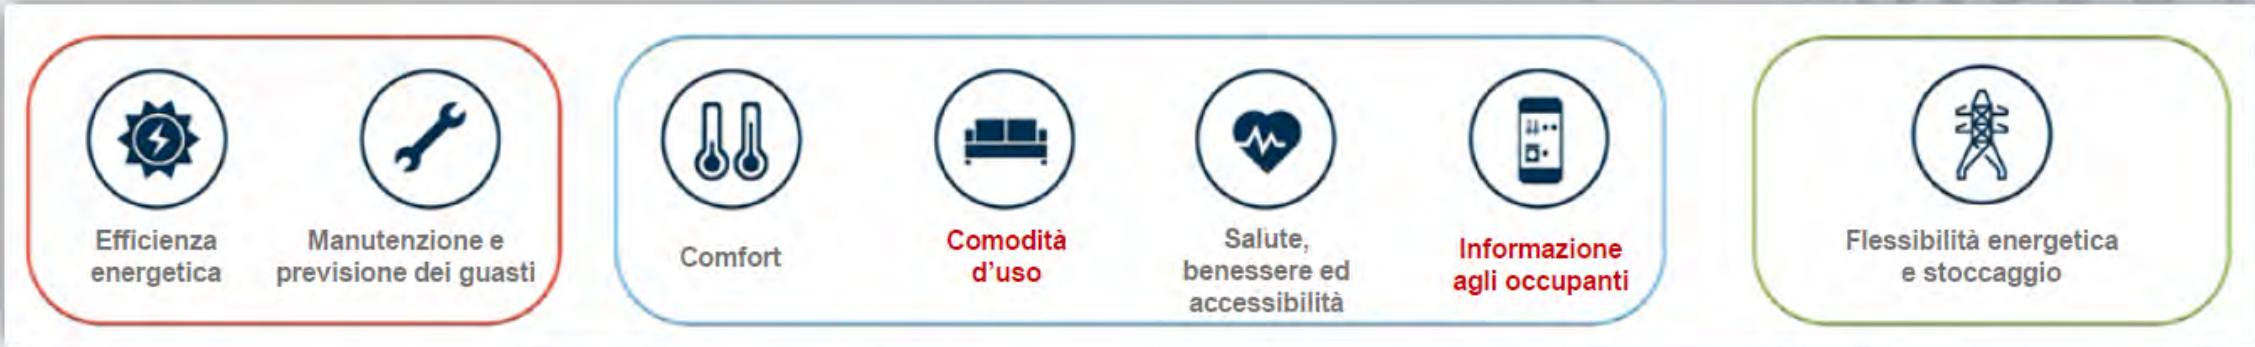 Efficienza
energetica
Manutenzione e
previsione dei guasti
Comfort
Comodità
d'uso
Salute,
benessere ed
accessibilità
Informazione
agli occupanti
Flessibilità energetica
e stoccaggio